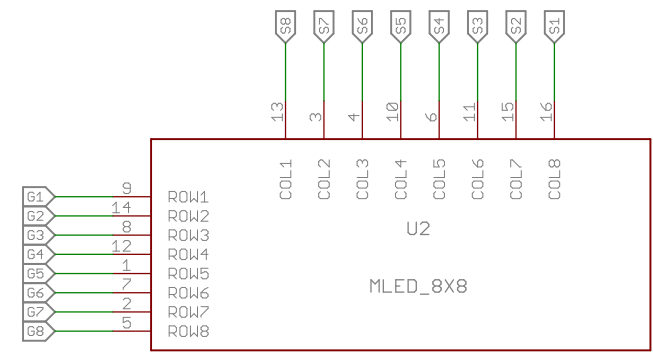 S8 S7 S6 S5 S4 S3 S2 S1
13 3 4 10 6 11 15 16
COL1 COL2 COL3 COL4 COL5 COL6 COL7 COL8
G1 9 ROW1
G2 14 ROW2
G3 8 ROW3
G4 12 ROW4
G5 1 ROW5
G6 7 ROW6
G7 2 ROW7
G8 5 ROW8
U2
MLED_8X8